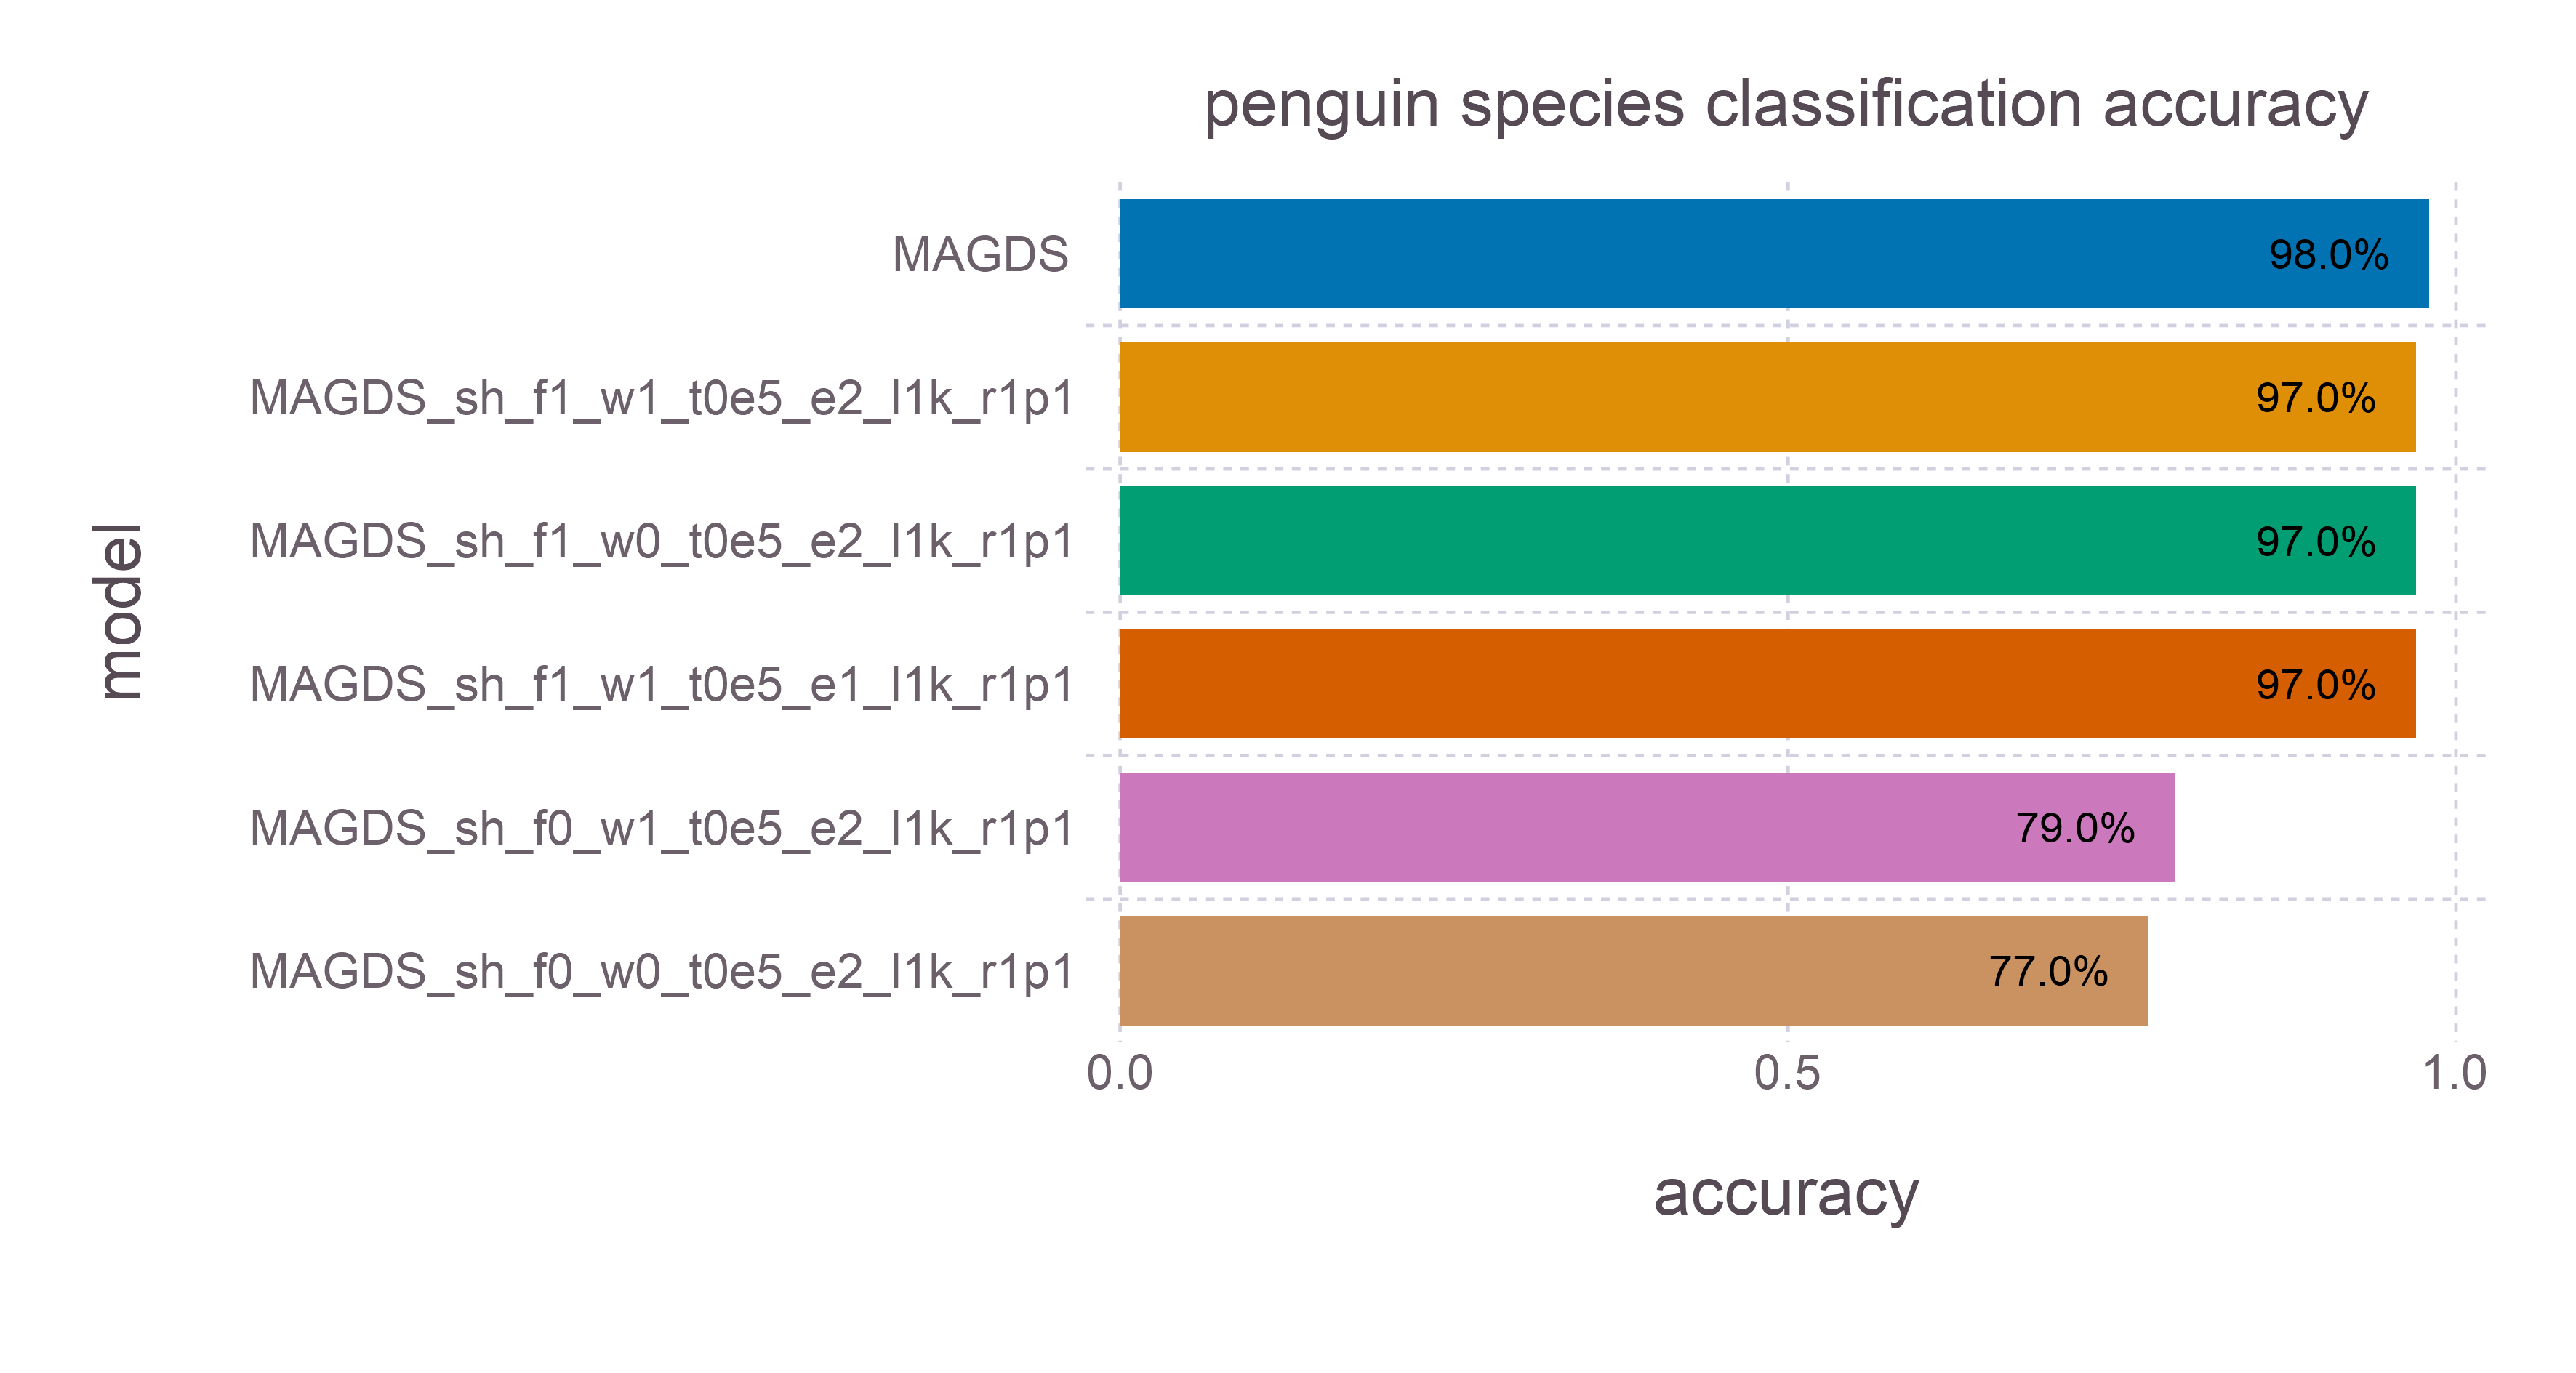 penguin species classification accuracy
MAGDS
98.0%
MAGDS_sh_f1_w1_t0e5_e2_l1k_r1p1
97.0%
MAGDS_sh_f1_w0_t0e5_e2_l1k_r1p1
97.0%
MAGDS_sh_f1_w1_t0e5_e1_l1k_r1p1
97.0%
MAGDS_sh_f0_w1_t0e5_e2_l1k_r1p1
79.0%
MAGDS_sh_f0_w0_t0e5_e2_l1k_r1p1
77.0%
model
0.0 0.5 1.0
accuracy